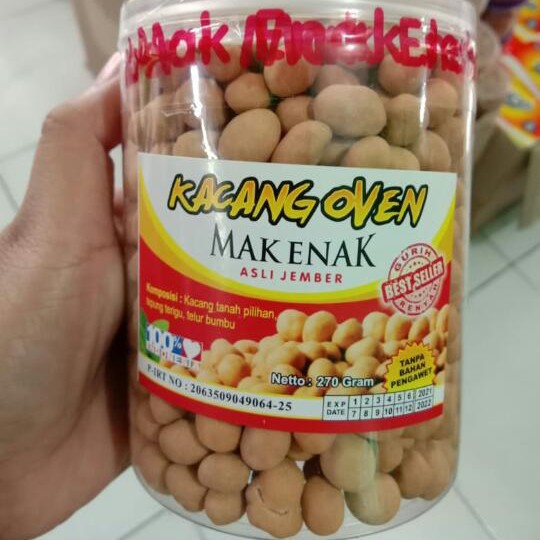 KACANG OVEN
MAK ENAK
ASLI JEMBER
GURIH
BEST SELLER
RENYAH
Komposisi : Kacang tanah pilihan,
tepung terigu, telur bumbu
100%
TANPA
BAHAN
PENGAWET
Netto : 270 Gram
P-IRT NO : 2063509049064-25
EXP 1 2 3 4 5 6 2021
DATE 7 8 9 10 11 12 2022